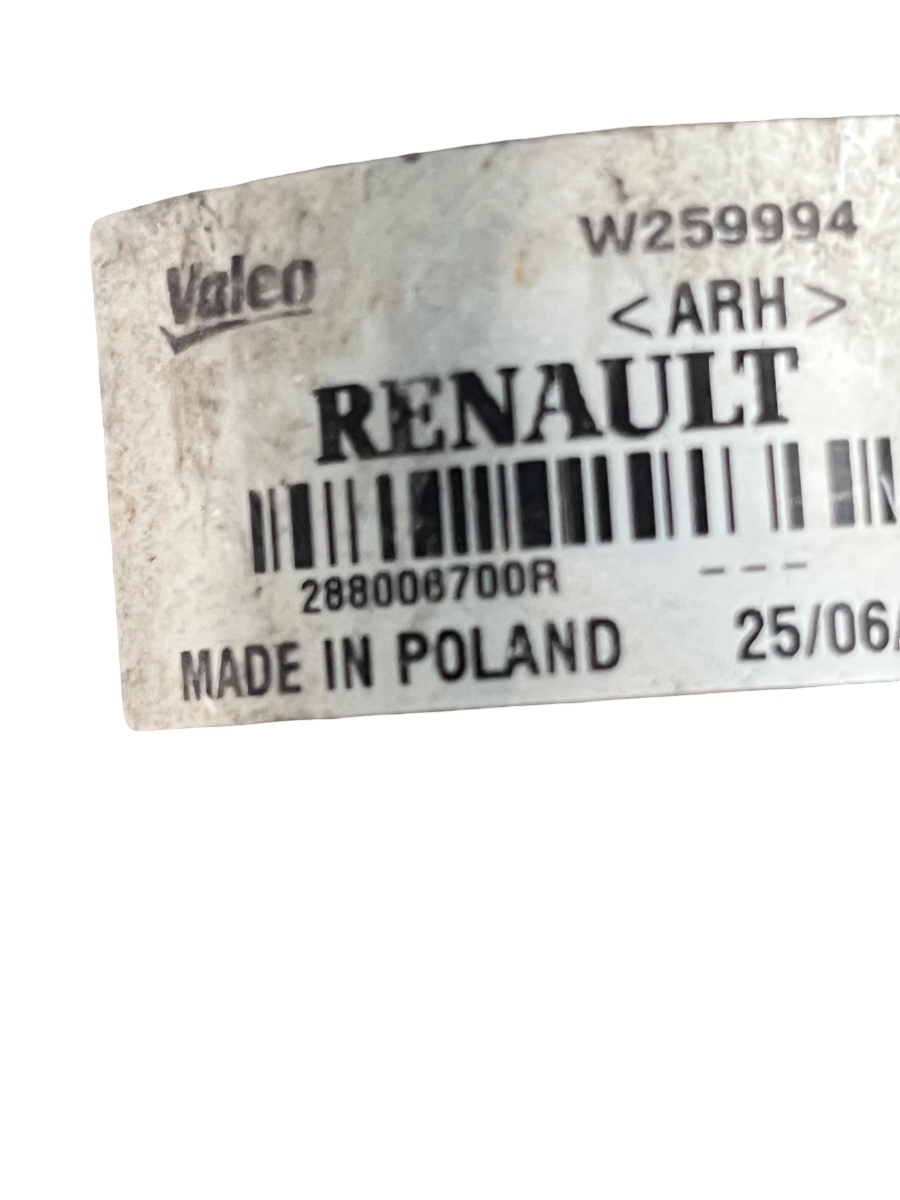 Valeo
W259994
<ARH>
RENAULT
288006700R
---
MADE IN POLAND
25/06/